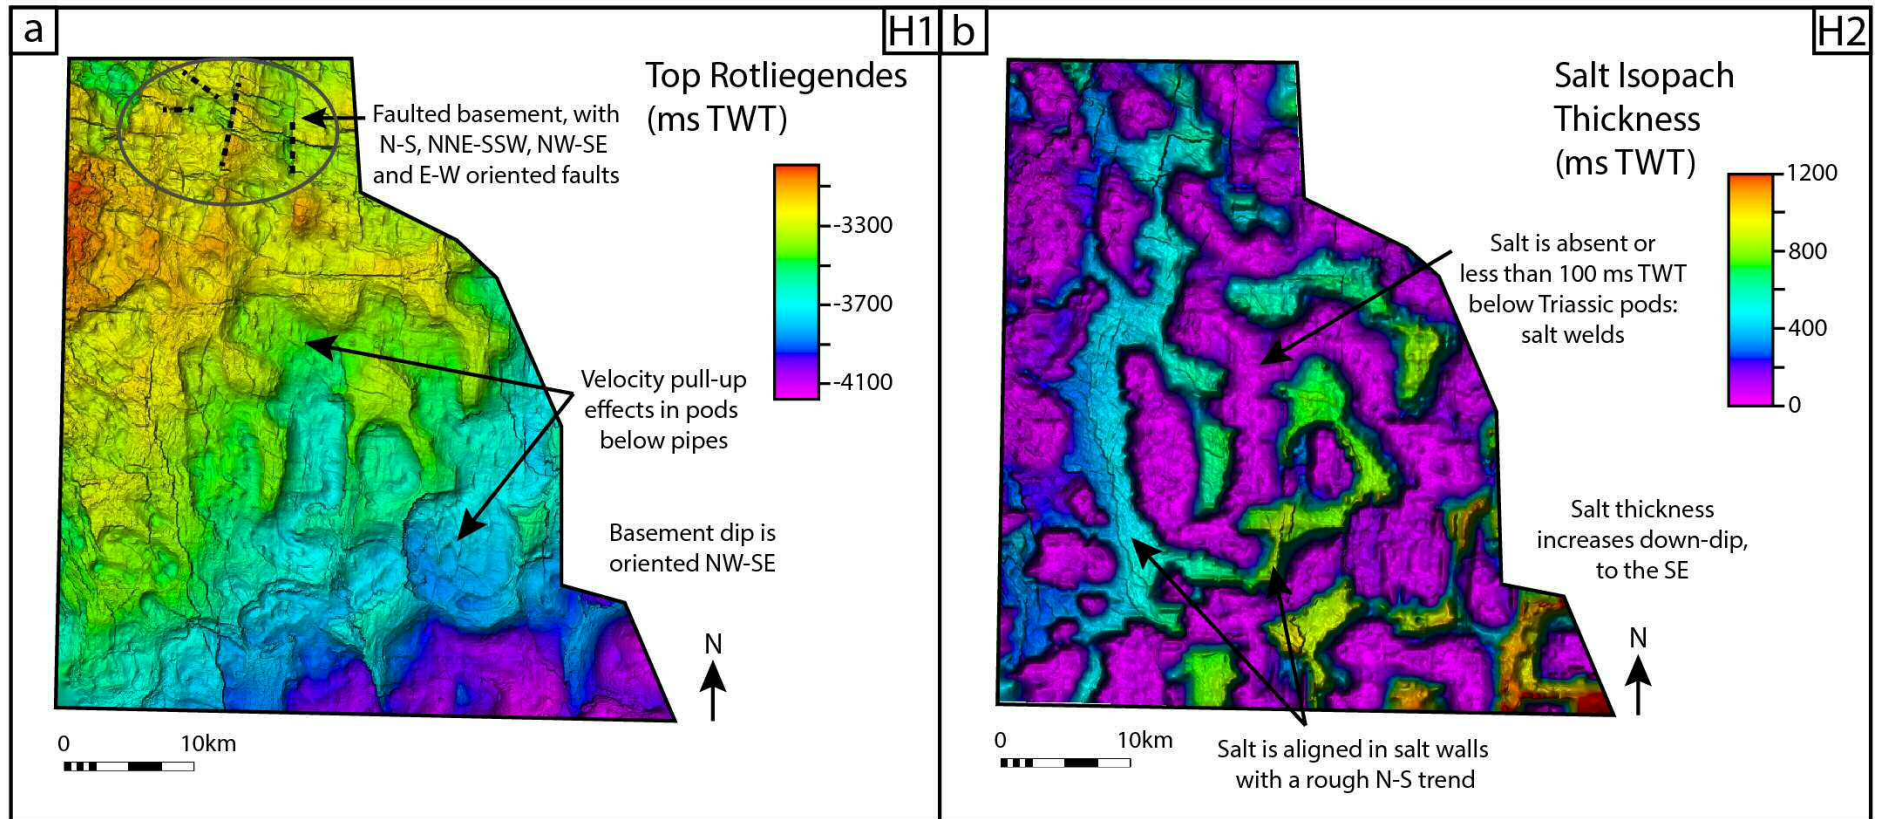 a
H1
Top Rotliegendes
(ms TWT)
Faulted basement, with
N-S, NNE-SSW, NW-SE
and E-W oriented faults
-3300
-3700
-4100
Velocity pull-up
effects in pods
below pipes
Basement dip is
oriented NW-SE
N
0 10km
b
H2
Salt Isopach
Thickness
(ms TWT)
1200
800
400
0
Salt is absent or
less than 100 ms TWT
below Triassic pods:
salt welds
Salt thickness
increases down-dip,
to the SE
N
0 10km
Salt is aligned in salt walls
with a rough N-S trend